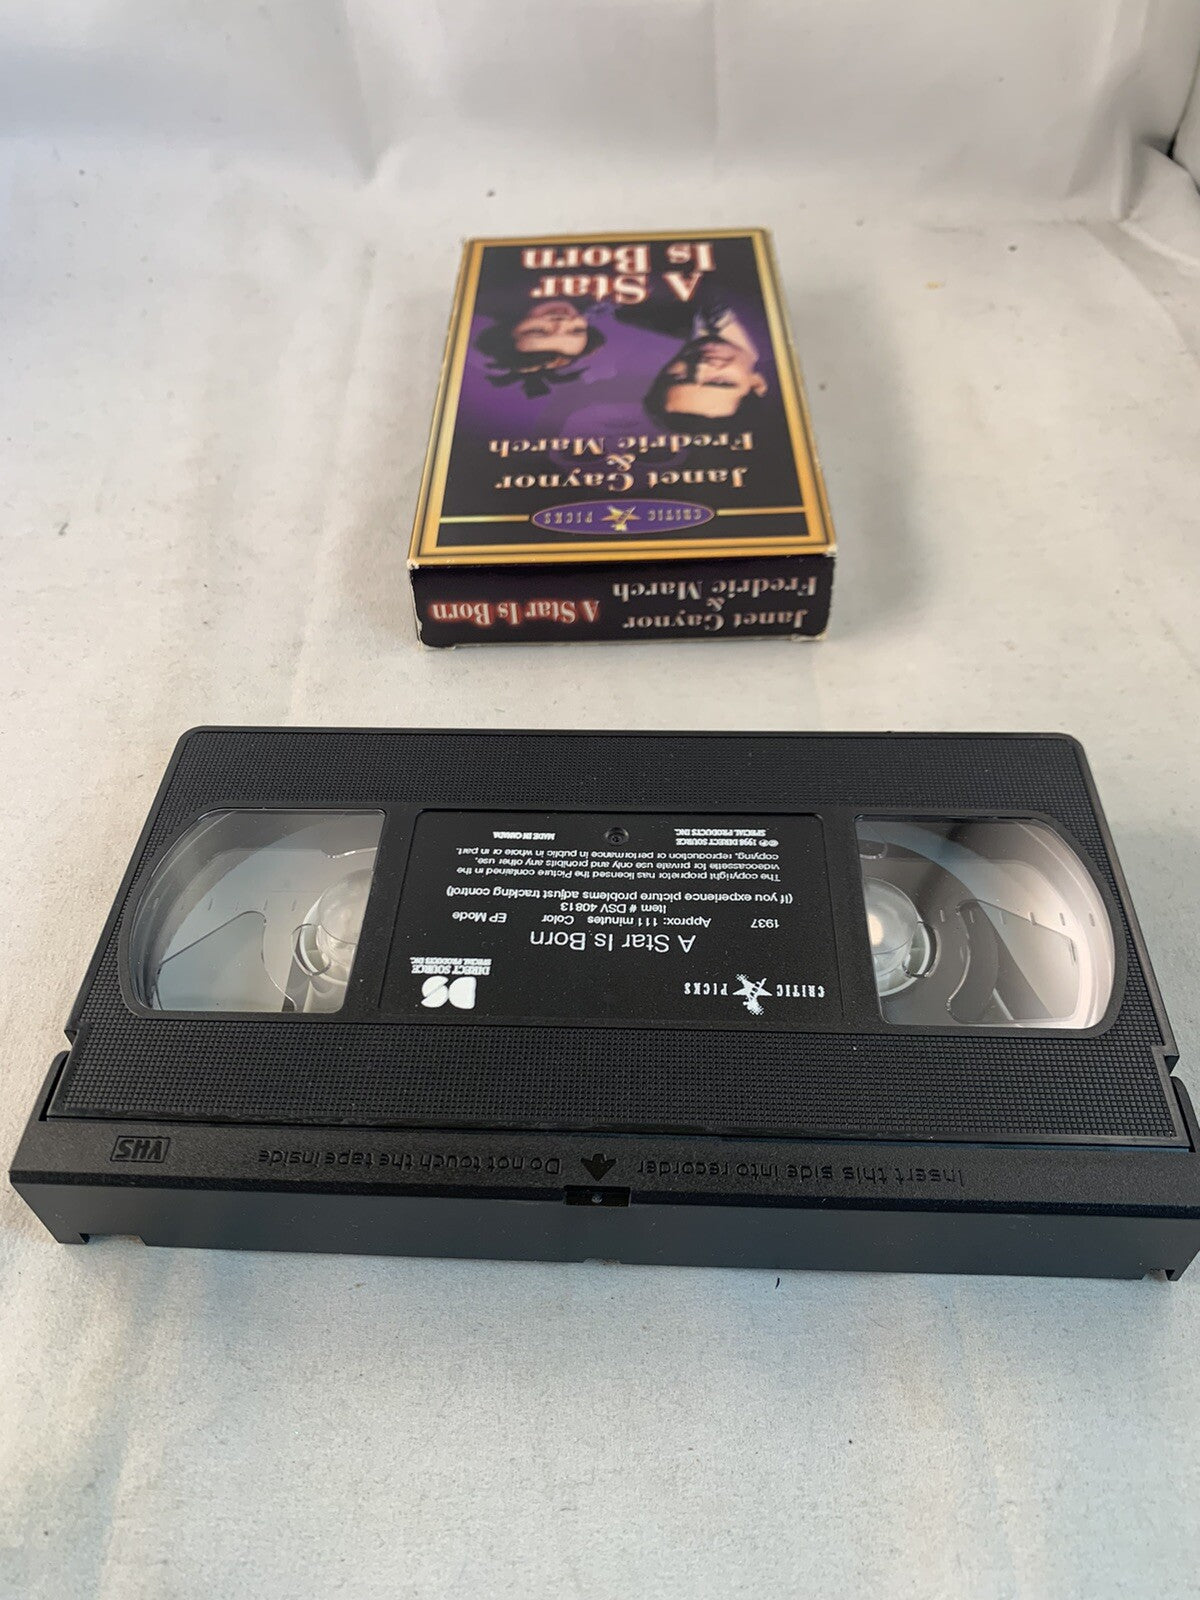 CRITIC PICKS
Janet Gaynor
&
Fredric March
A Star
Is Born
Janet Gaynor
&
Fredric March
A Star Is Born
Insert this side into recorder
Do not touch the tape inside
VHS
CRITIC PICKS
DS
DIRECT SOURCE
SPECIAL PRODUCTS INC.
A Star Is Born
1937 Approx: 111 minutes Color EP Mode
Item # DSV 40813
(If you experience picture problems adjust tracking control)
The copyright proprietor has licensed the Picture contained in the
videocassette for private use only and prohibits any other use,
copying, reproduction or performance in public in whole or in part.
©℗ 1998 DIRECT SOURCE
SPECIAL PRODUCTS INC.
MADE IN CANADA